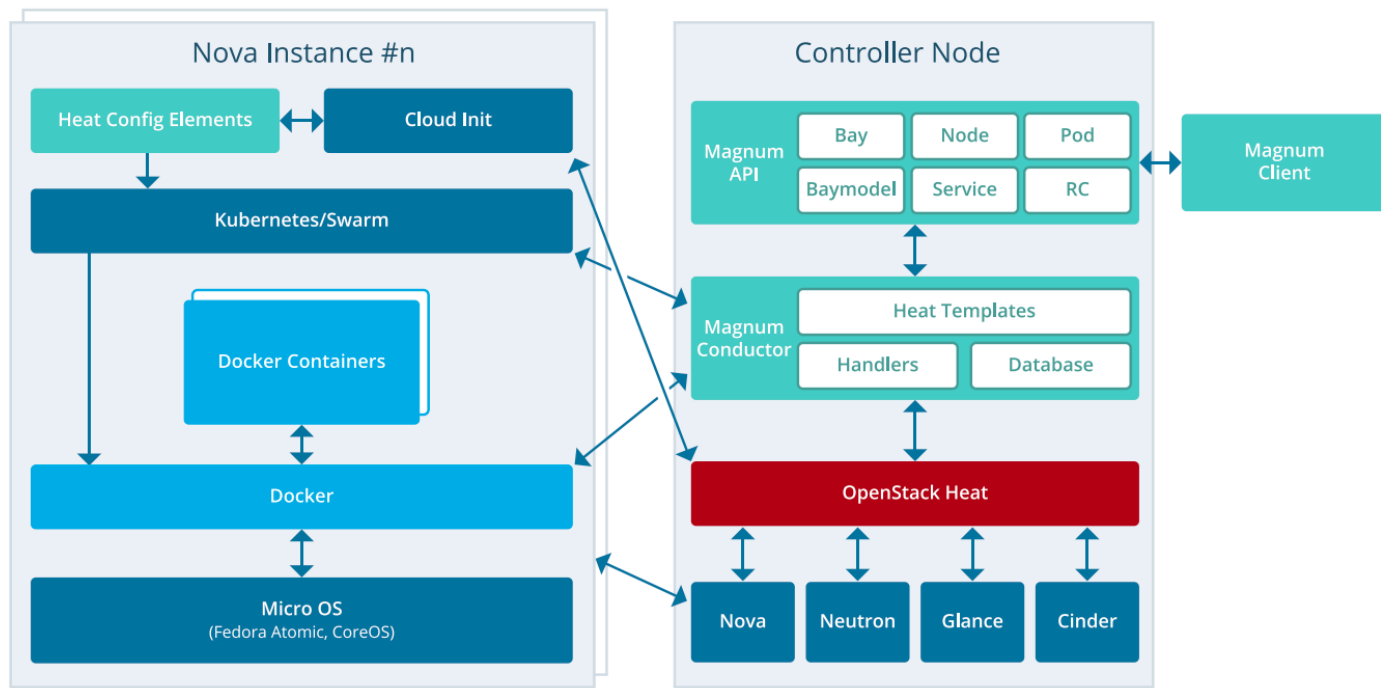 Nova Instance #n
Heat Config Elements
Cloud Init
Kubernetes/Swarm
Docker Containers
Docker
Micro OS
(Fedora Atomic, CoreOS)
Controller Node
Magnum
API
Bay
Node
Pod
Baymodel
Service
RC
Magnum
Conductor
Heat Templates
Handlers
Database
OpenStack Heat
Nova
Neutron
Glance
Cinder
Magnum
Client